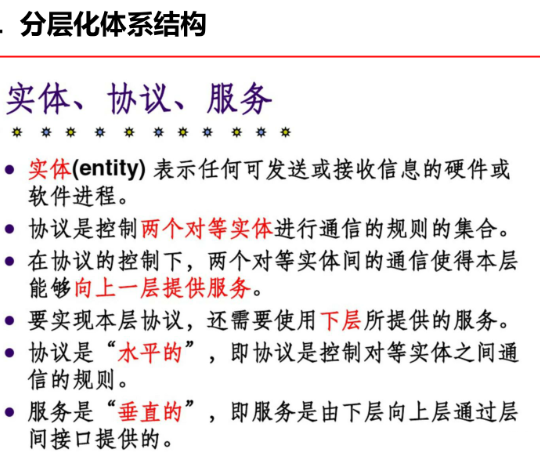 . 分层化体系结构
实体、协议、服务
● 实体(entity) 表示任何可发送或接收信息的硬件或
软件进程。
● 协议是控制两个对等实体进行通信的规则的集合。
● 在协议的控制下，两个对等实体间的通信使得本层
能够向上一层提供服务。
● 要实现本层协议，还需要使用下层所提供的服务。
● 协议是“水平的”，即协议是控制对等实体之间通
信的规则。
● 服务是“垂直的”，即服务是由下层向上层通过层
间接口提供的。